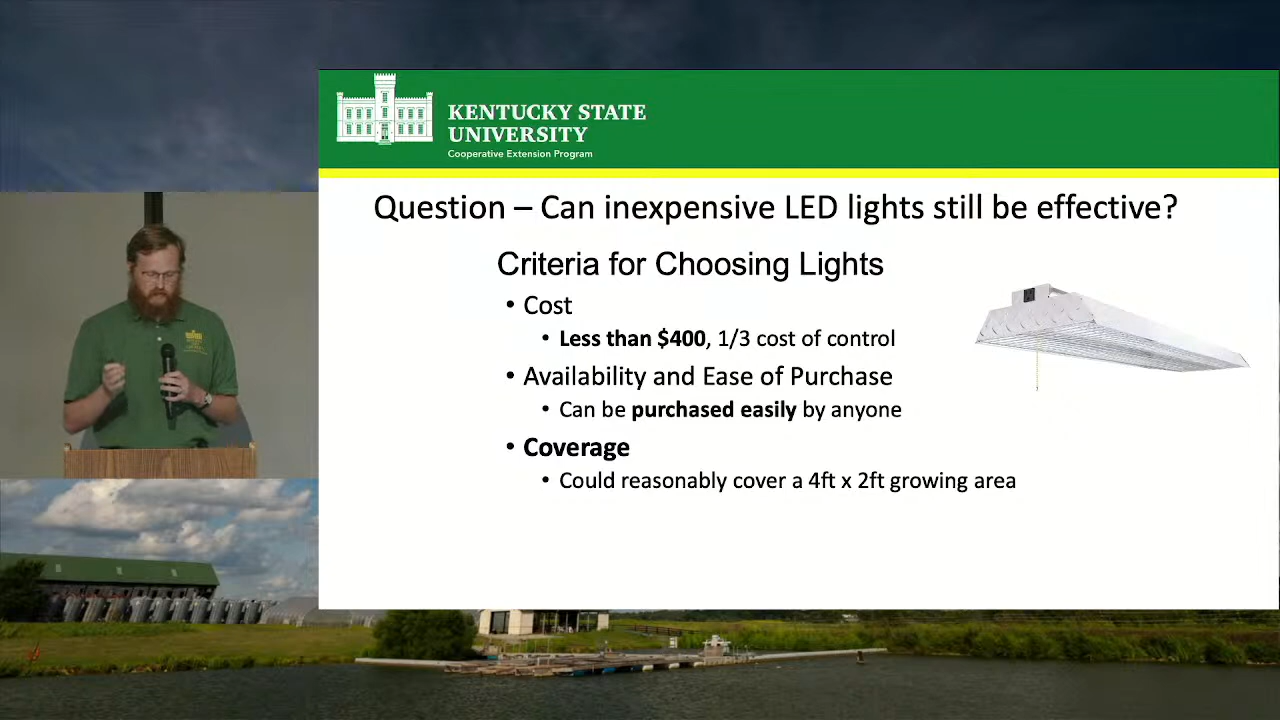 KENTUCKY STATE
UNIVERSITY
Cooperative Extension Program
Question – Can inexpensive LED lights still be effective?
Criteria for Choosing Lights
• Cost
• Less than $400, 1/3 cost of control
• Availability and Ease of Purchase
• Can be purchased easily by anyone
• Coverage
• Could reasonably cover a 4ft x 2ft growing area